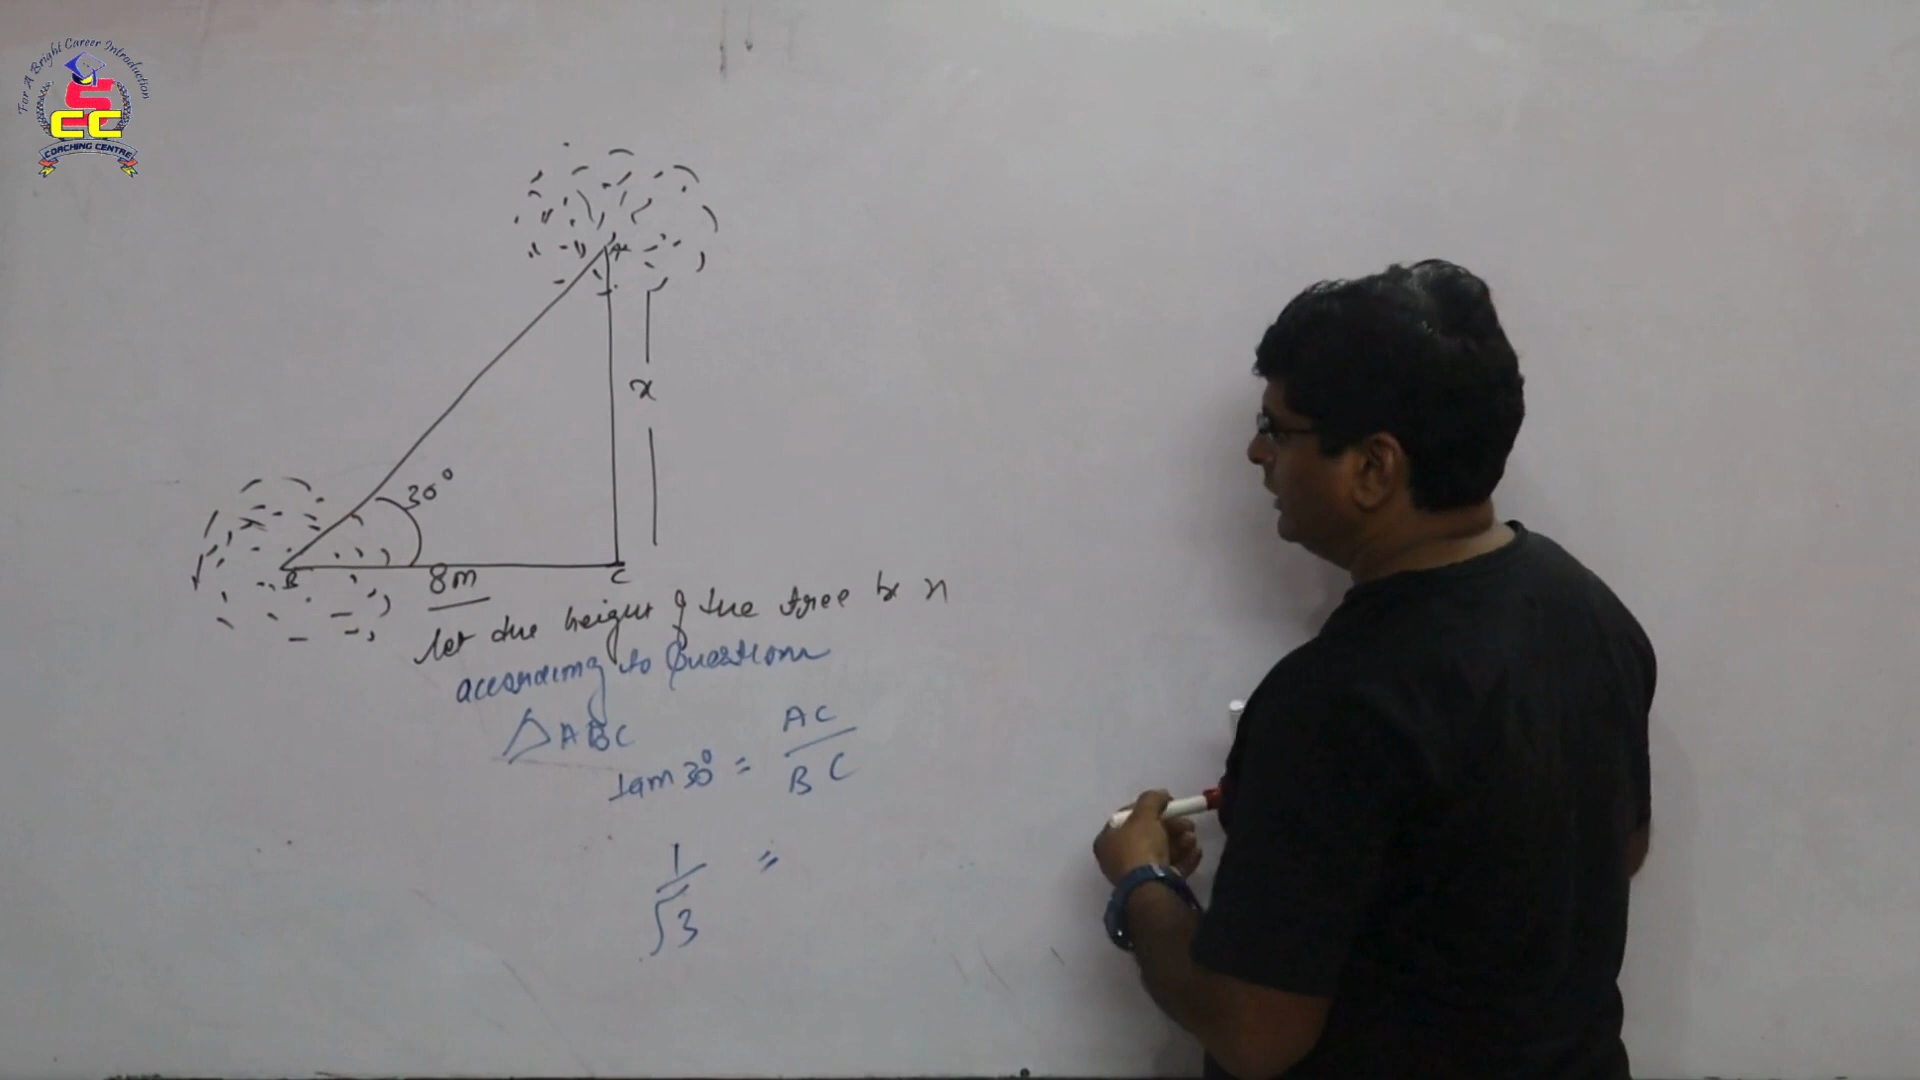 For A Bright Career Introduction
S
CC
COACHING CENTRE
A
x
30°
B
8m
C
let the height of the tree be x
according to Question
△ABC
tan 30° = AC / BC
1 / √3 =